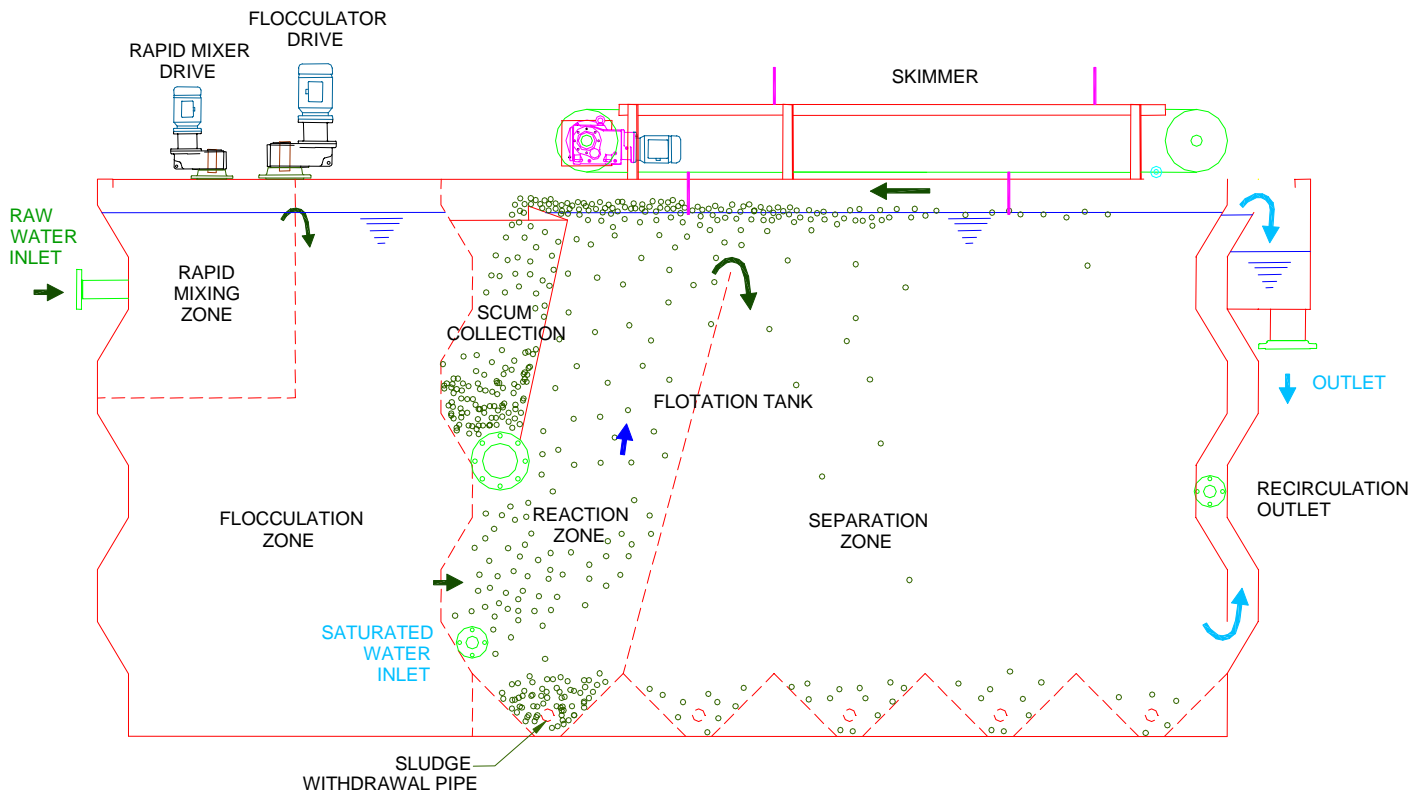 FLOCCULATOR
DRIVE
RAPID MIXER
DRIVE
SKIMMER
RAW
WATER
INLET
RAPID
MIXING
ZONE
SCUM
COLLECTION
FLOTATION TANK
OUTLET
FLOCCULATION
ZONE
REACTION
ZONE
SEPARATION
ZONE
RECIRCULATION
OUTLET
SATURATED
WATER
INLET
SLUDGE
WITHDRAWAL PIPE